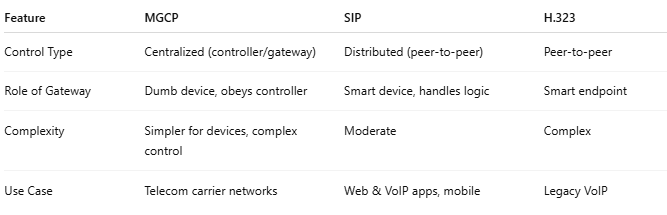 Feature MGCP SIP H.323
Control Type Centralized (controller/gateway) Distributed (peer-to-peer) Peer-to-peer
Role of Gateway Dumb device, obeys controller Smart device, handles logic Smart endpoint
Complexity Simpler for devices, complex Moderate Complex
control
Use Case Telecom carrier networks Web & VoIP apps, mobile Legacy VoIP